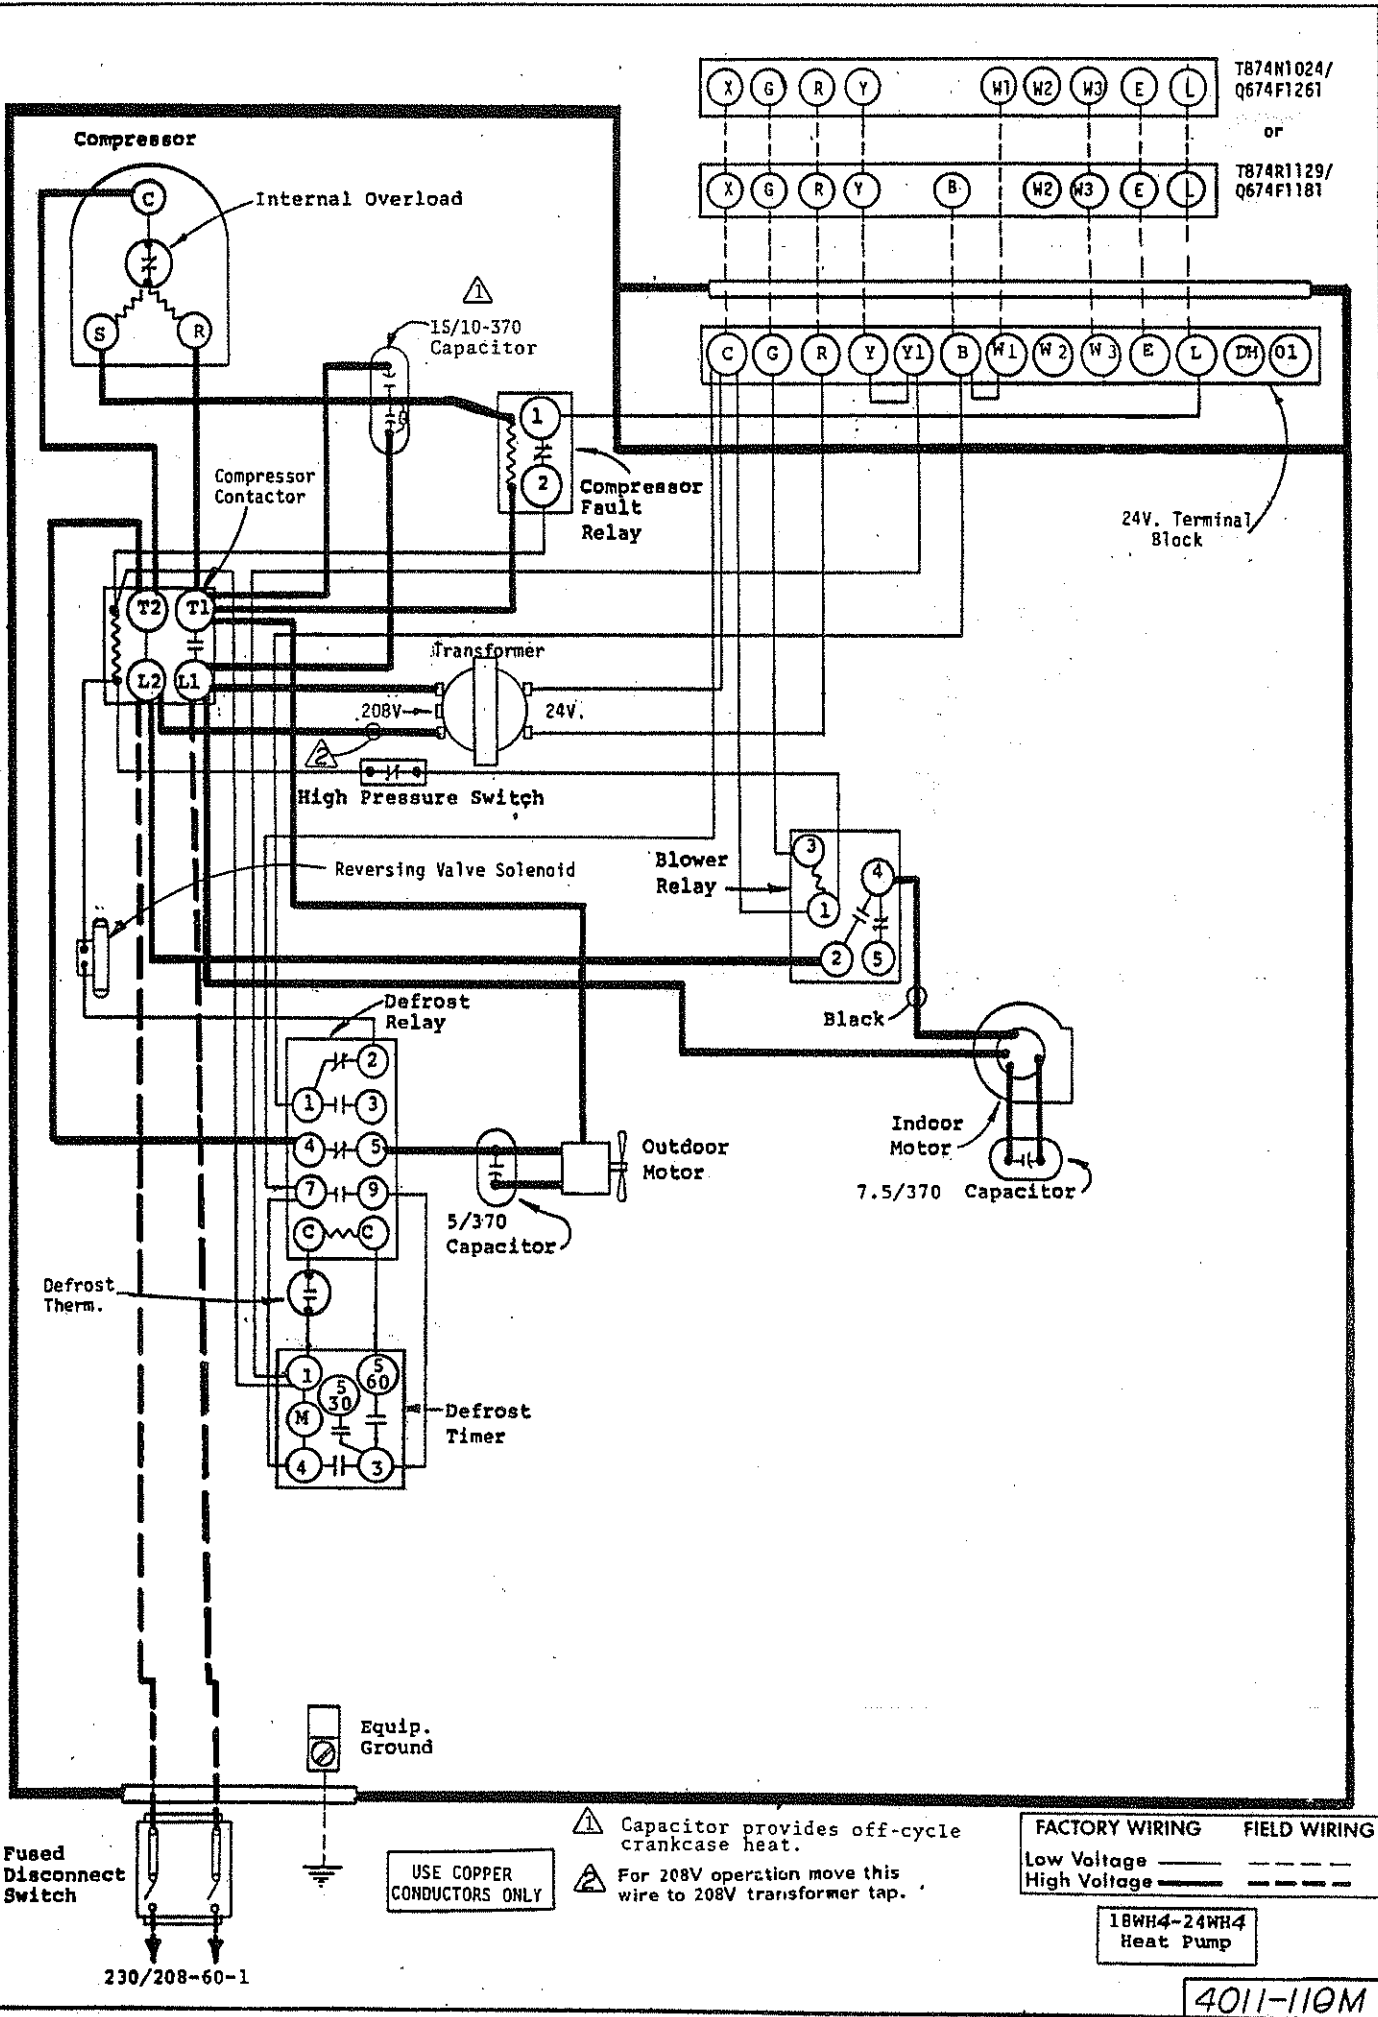 X G R Y W1 W2 W3 E L
T874N1024/
Q674F1261
or
X G R Y B W2 W3 E L
T874R1129/
Q674F1181
Compressor
C
Internal Overload
S R
1
15/10-370
Capacitor
C G R Y Y1 B W1 W2 W3 E L DH 01
1
2
Compressor
Fault
Relay
Compressor
Contactor
24V. Terminal
Block
T2 T1
L2 L1
Transformer
208V
24V.
2
High Pressure Switch
Reversing Valve Solenoid
Blower
Relay
3
4
1
2 5
Black
Defrost
Relay
2
1 3
4 5
7 9
C C
Outdoor
Motor
5/370
Capacitor
Indoor
Motor
7.5/370 Capacitor
Defrost
Therm.
1
5
30
5
60
M
4 3
Defrost
Timer
Equip.
Ground
Fused
Disconnect
Switch
230/208-60-1
USE COPPER
CONDUCTORS ONLY
1 Capacitor provides off-cycle
crankcase heat.
2 For 208V operation move this
wire to 208V transformer tap.
FACTORY WIRING FIELD WIRING
Low Voltage
High Voltage
18WH4-24WH4
Heat Pump
4011-110M